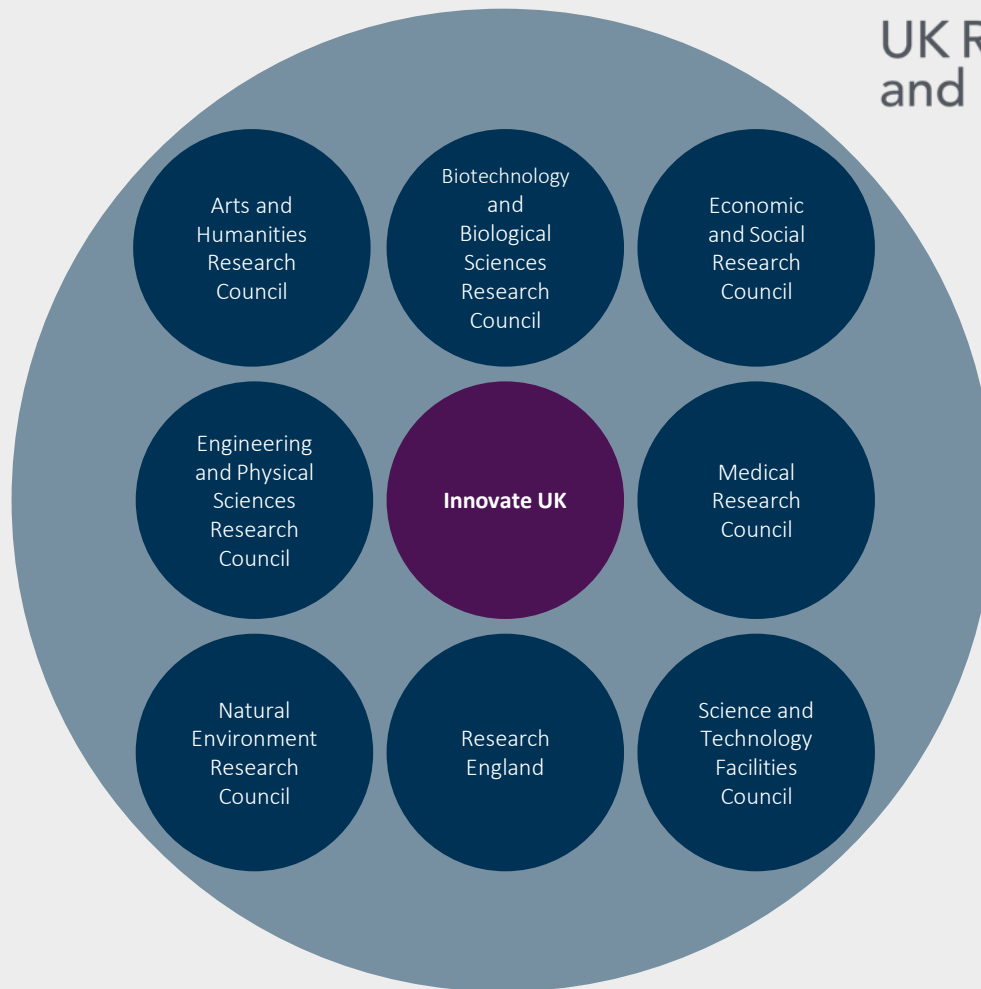 UK R
and
Arts and
Humanities
Research
Council
Biotechnology
and
Biological
Sciences
Research
Council
Economic
and Social
Research
Council
Engineering
and Physical
Sciences
Research
Council
Innovate UK
Medical
Research
Council
Natural
Environment
Research
Council
Research
England
Science and
Technology
Facilities
Council